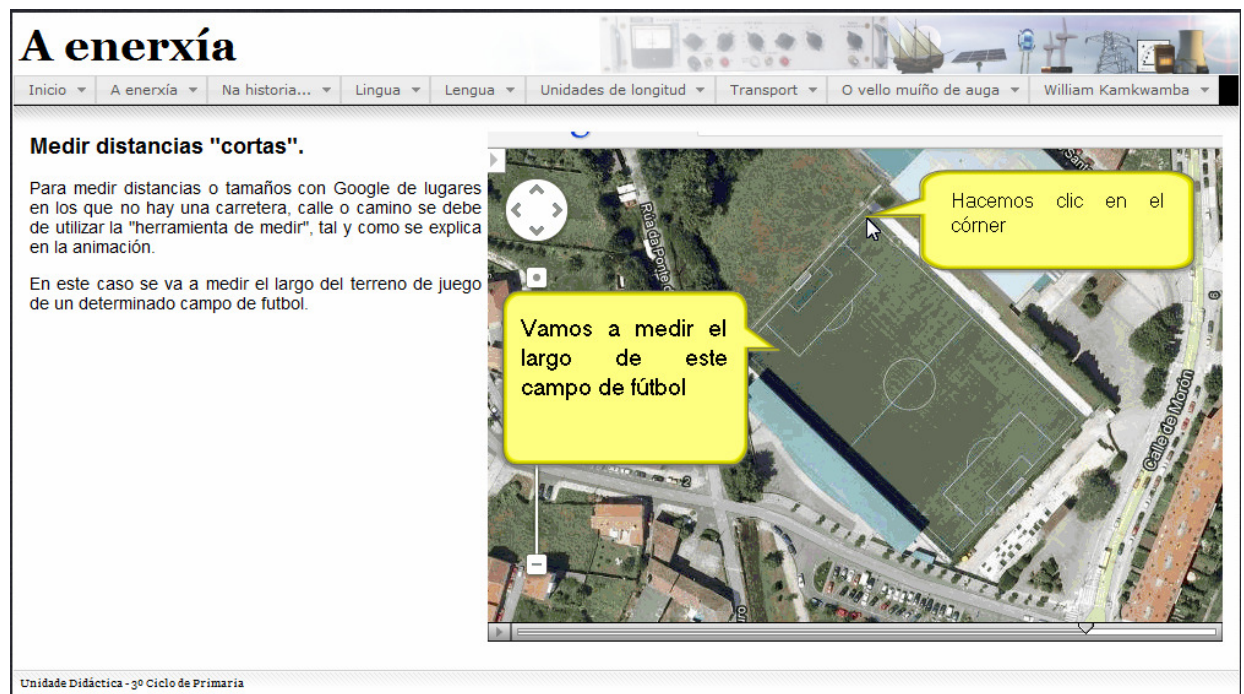 A enerxía
Inicio
A enerxía
Na historia...
Lingua
Lengua
Unidades de longitud
Transport
O vello muíño de auga
William Kamkwamba
Medir distancias "cortas".
Para medir distancias o tamaños con Google de lugares
en los que no hay una carretera, calle o camino se debe
de utilizar la "herramienta de medir", tal y como se explica
en la animación.
En este caso se va a medir el largo del terreno de juego
de un determinado campo de futbol.
Hacemos clic en el
córner
Vamos a medir el
largo de este
campo de fútbol
Rúa da Ponte
Calle de Morón
Unidade Didáctica - 3º Ciclo de Primaria